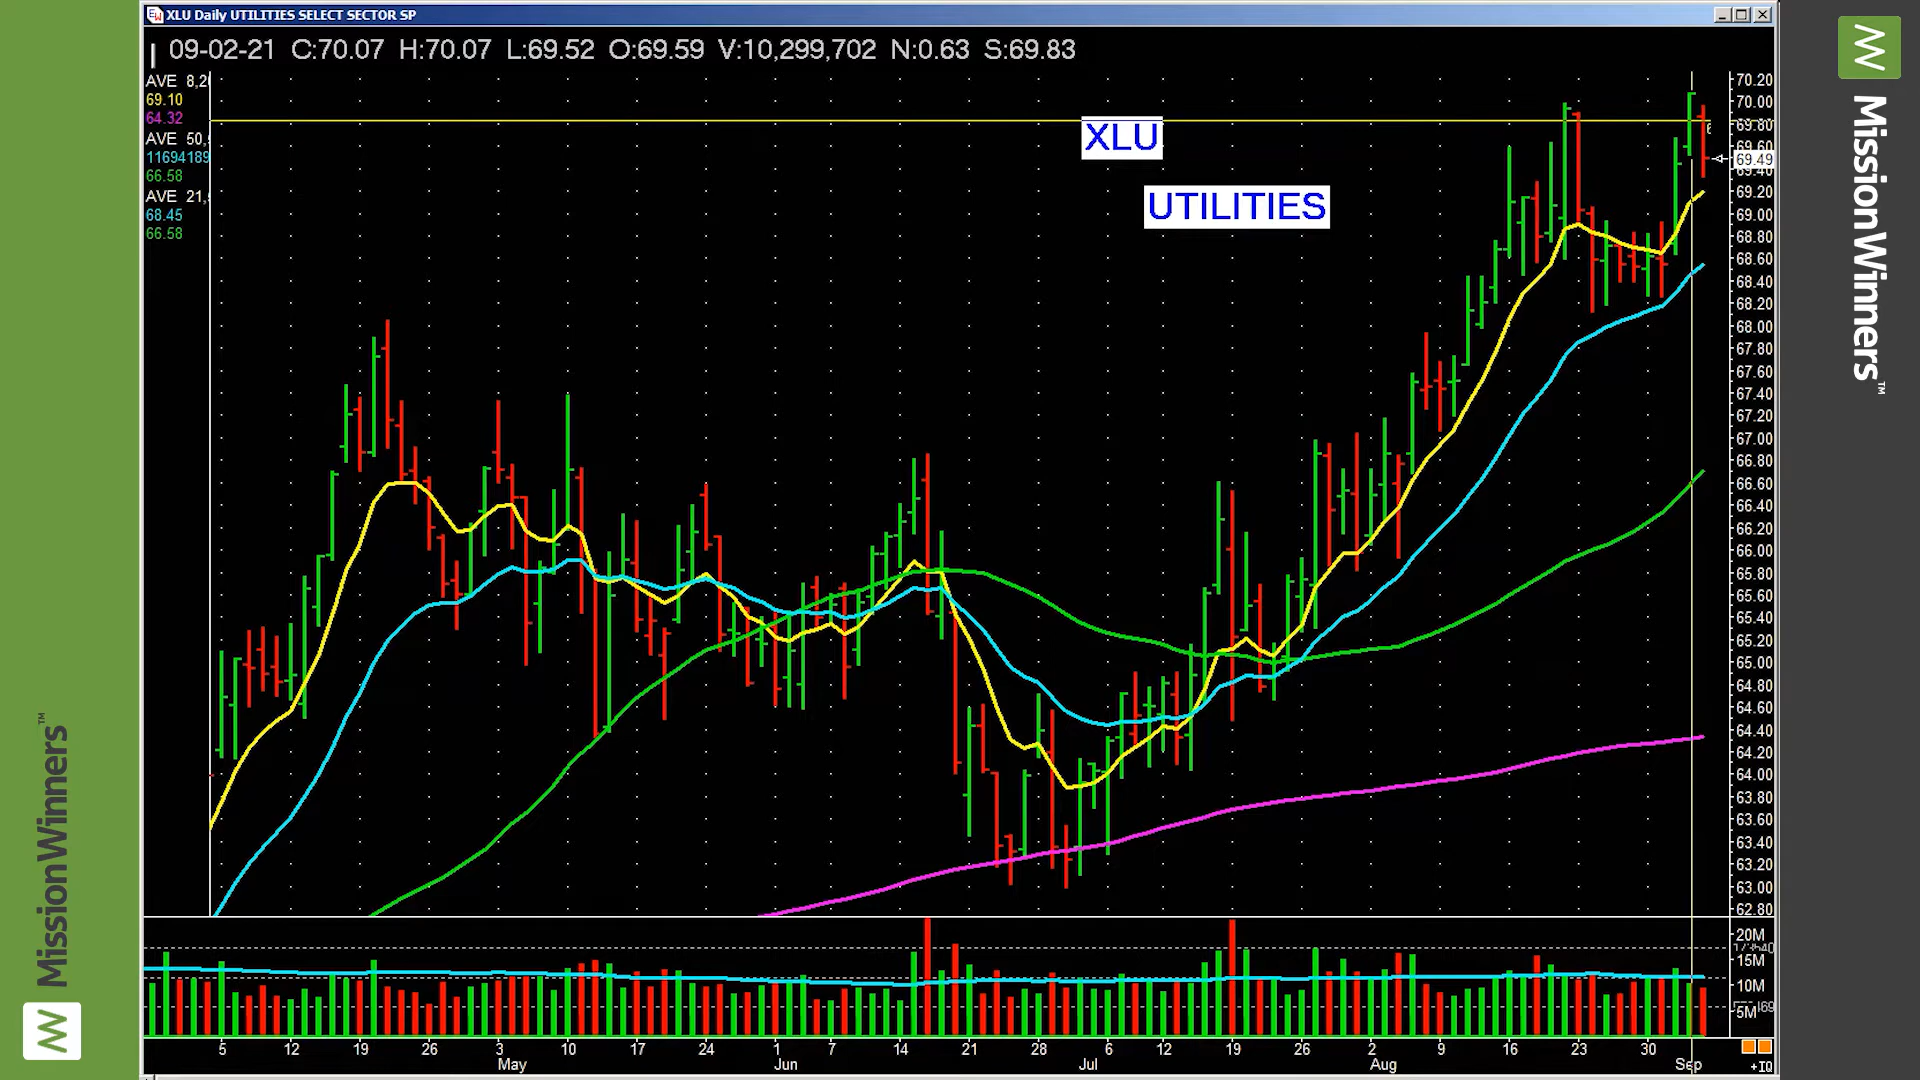 XLU Daily UTILITIES SELECT SECTOR SP
09-02-21 C:70.07 H:70.07 L:69.52 O:69.59 V:10,299,702 N:0.63 S:69.83
AVE 8,2
69.10
64.32
AVE 50,
11694189
66.58
AVE 21,
68.45
66.58
XLU
UTILITIES
70.20
70.00
69.80
69.60
69.49
69.40
69.20
69.00
68.80
68.60
68.40
68.20
68.00
67.80
67.60
67.40
67.20
67.00
66.80
66.60
66.40
66.20
66.00
65.80
65.60
65.40
65.20
65.00
64.80
64.60
64.40
64.20
64.00
63.80
63.60
63.40
63.20
63.00
62.80
20M
15M
10M
5M
5 12 19 26 3 10 17 24 1 7 14 21 28 6 12 19 26 2 9 16 23 30
May Jun Jul Aug Sep
+IQ
MissionWinners™
MissionWinners™